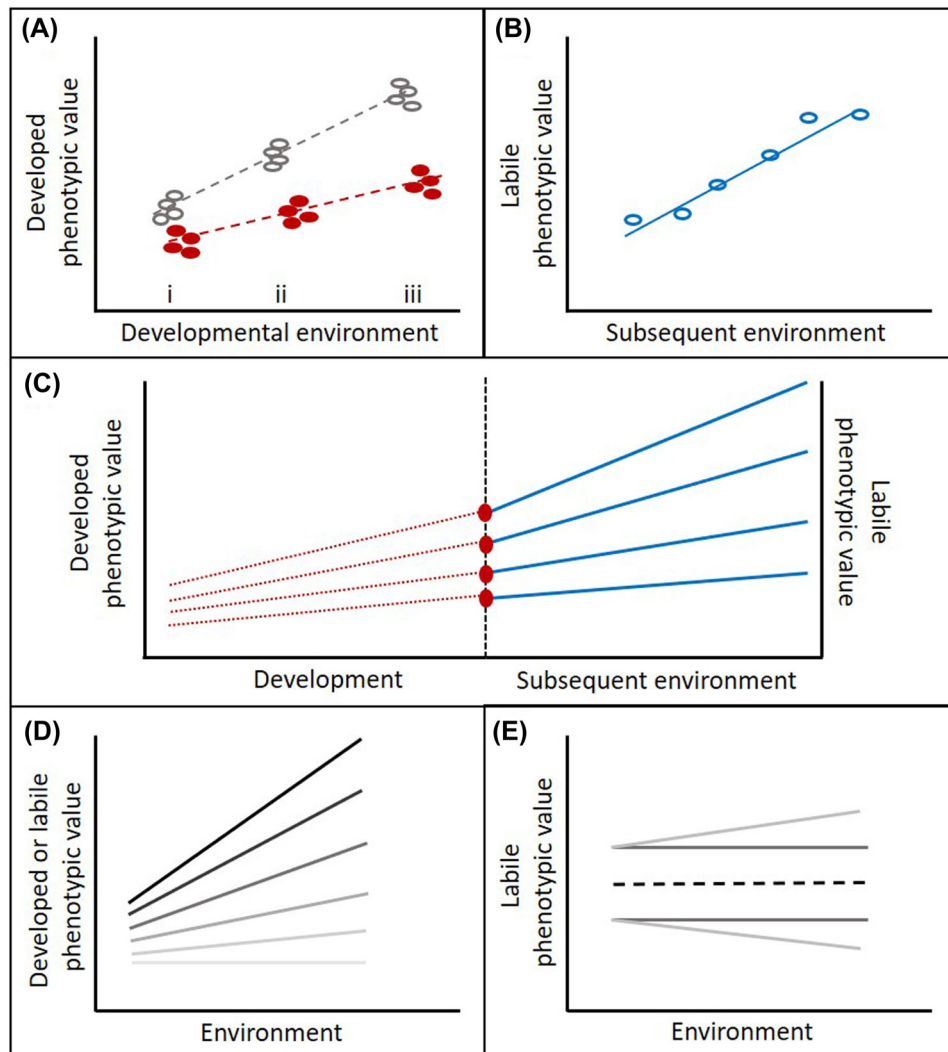 (A)
Developed
phenotypic value
i
ii
iii
Developmental environment
(B)
Labile
phenotypic value
Subsequent environment
(C)
Developed
phenotypic value
Labile
phenotypic value
Development
Subsequent environment
(D)
Developed or labile
phenotypic value
Environment
(E)
Labile
phenotypic value
Environment